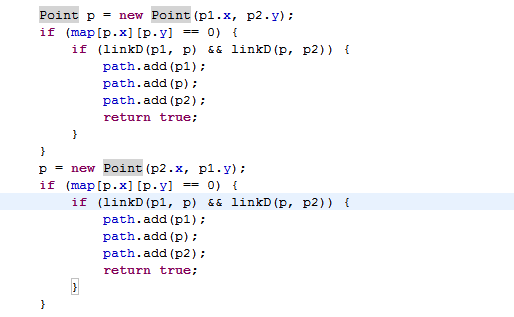 Point p = new Point(p1.x, p2.y);
if (map[p.x][p.y] == 0) {
    if (linkD(p1, p) && linkD(p, p2)) {
        path.add(p1);
        path.add(p);
        path.add(p2);
        return true;
    }
}
p = new Point(p2.x, p1.y);
if (map[p.x][p.y] == 0) {
    if (linkD(p1, p) && linkD(p, p2)) {
        path.add(p1);
        path.add(p);
        path.add(p2);
        return true;
    }
}